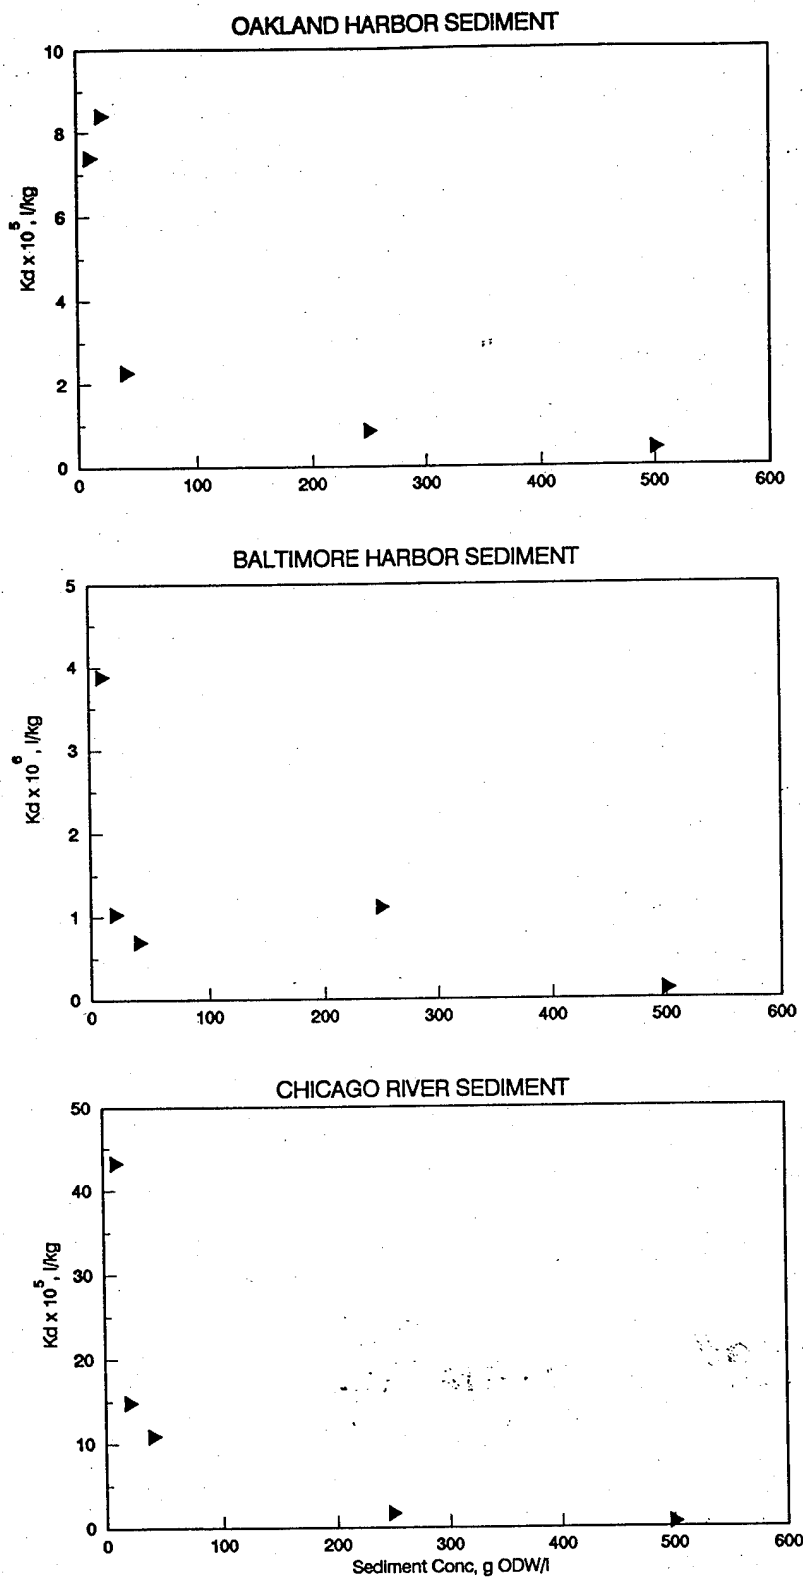 OAKLAND HARBOR SEDIMENT
10
8
6
4
2
0
Kd x 10^5, l/kg
0 100 200 300 400 500 600
BALTIMORE HARBOR SEDIMENT
5
4
3
2
1
0
Kd x 10^6, l/kg
0 100 200 300 400 500 600
CHICAGO RIVER SEDIMENT
50
40
30
20
10
0
Kd x 10^5, l/kg
0 100 200 300 400 500 600
Sediment Conc, g ODW/l